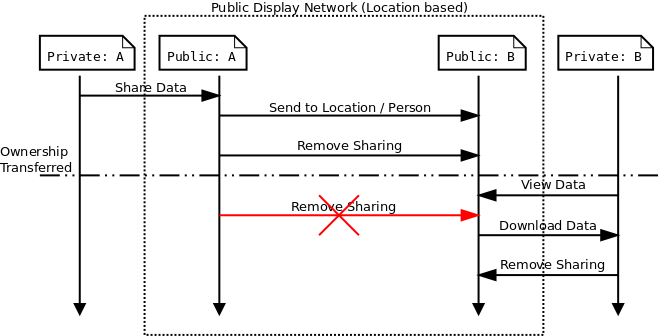 Public Display Network (Location based)
Private: A
Public: A
Public: B
Private: B
Share Data
Send to Location / Person
Remove Sharing
Ownership
Transferred
View Data
Remove Sharing
Download Data
Remove Sharing